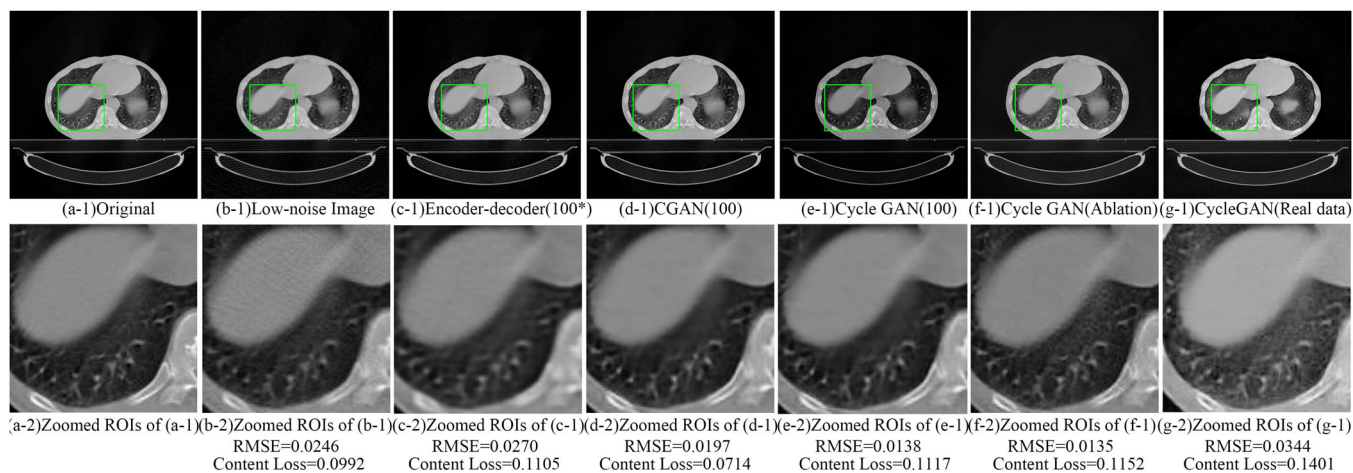 (a-1)Original
(b-1)Low-noise Image
(c-1)Encoder-decoder(100*)
(d-1)CGAN(100)
(e-1)Cycle GAN(100)
(f-1)Cycle GAN(Ablation)
(g-1)CycleGAN(Real data)
(a-2)Zoomed ROIs of (a-1)
(b-2)Zoomed ROIs of (b-1)
RMSE=0.0246
Content Loss=0.0992
(c-2)Zoomed ROIs of (c-1)
RMSE=0.0270
Content Loss=0.1105
(d-2)Zoomed ROIs of (d-1)
RMSE=0.0197
Content Loss=0.0714
(e-2)Zoomed ROIs of (e-1)
RMSE=0.0138
Content Loss=0.1117
(f-2)Zoomed ROIs of (f-1)
RMSE=0.0135
Content Loss=0.1152
(g-2)Zoomed ROIs of (g-1)
RMSE=0.0344
Content Loss=0.1401